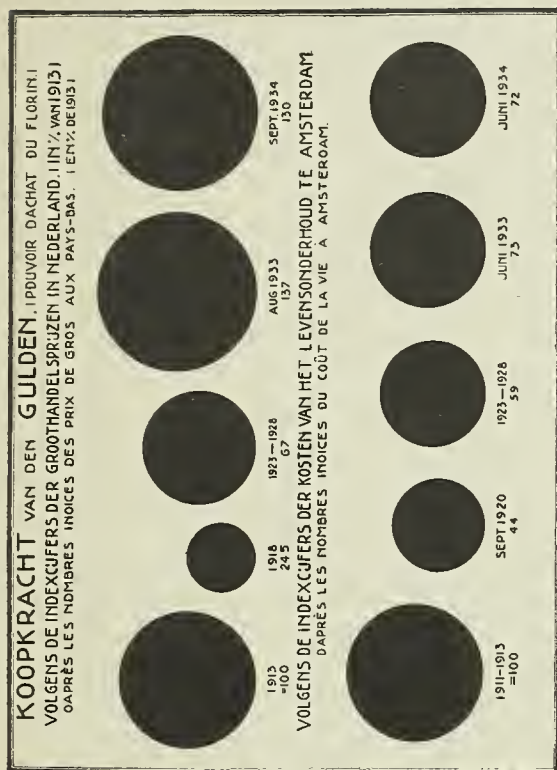 KOOPKRACHT VAN DEN GULDEN. (POUVOIR DACHAT DU FLORIN.)
VOLGENS DE INDEXCIJFERS DER GROOTHANDELSPRIJZEN IN NEDERLAND. (IN % VAN 1913)
DAPRÈS LES NOMBRES INDICES DES PRIX DE GROS AUX PAYS-BAS. (EN % DE 1913)
1913
=100
1918
245
1923—1928
67
AUG 1933
137
SEPT. 1934
130
VOLGENS DE INDEXCIJFERS DER KOSTEN VAN HET LEVENSONDERHOUD TE AMSTERDAM
DAPRÈS LES NOMBRES INDICES DU COÛT DE LA VIE À AMSTERDAM.
1911-1913
=100
SEPT 1920
44
1923—1928
59
JUNI 1933
73
JUNI 1934
72